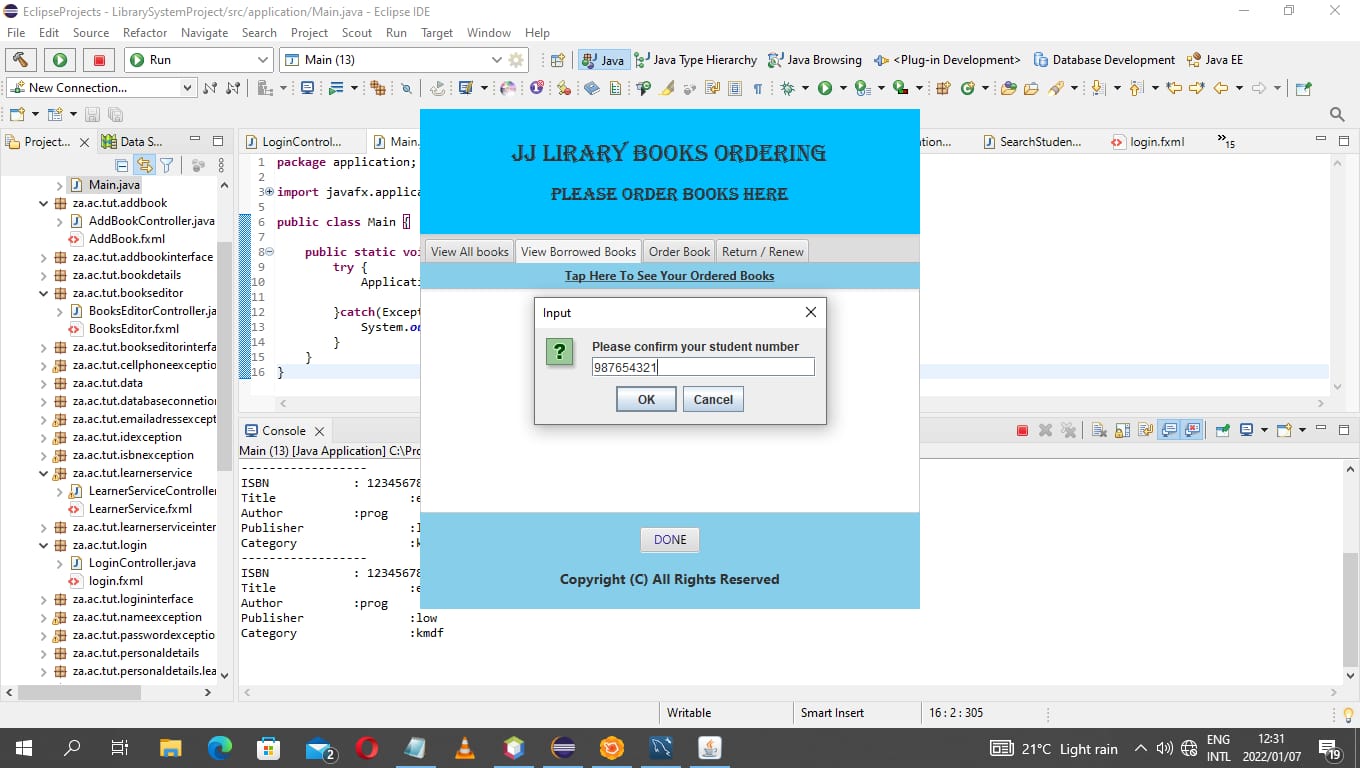 EclipseProjects - LibrarySystemProject/src/application/Main.java - Eclipse IDE
File Edit Source Refactor Navigate Search Project Scout Run Target Window Help
Run Main (13) Java Java Type Hierarchy Java Browsing <Plug-in Development> Database Development Java EE
New Connection...
Project... Data S... LoginControl... Main. tion... SearchStuden... login.fxml »15
Main.java
za.ac.tut.addbook
AddBookController.java
AddBook.fxml
za.ac.tut.addbookinterface
za.ac.tut.bookdetails
za.ac.tut.bookseditor
BooksEditorController.ja
BooksEditor.fxml
za.ac.tut.bookseditorinterfa
za.ac.tut.cellphoneexceptio
za.ac.tut.data
za.ac.tut.databaseconnetior
za.ac.tut.emailadressexcept
za.ac.tut.idexception
za.ac.tut.isbnexception
za.ac.tut.learnerservice
LearnerServiceController
LearnerService.fxml
za.ac.tut.learnerserviceinter
za.ac.tut.login
LoginController.java
login.fxml
za.ac.tut.logininterface
za.ac.tut.nameexception
za.ac.tut.passwordexceptio
za.ac.tut.personaldetails
za.ac.tut.personaldetails.lea
1 package application;
2
3 import javafx.applica
5
6 public class Main {
7
8 public static voi
9 try {
10 Applicati
11
12 }catch(Except
13 System.ou
14 }
15 }
16 }
JJ LIRARY BOOKS ORDERING
PLEASE ORDER BOOKS HERE
View All books View Borrowed Books Order Book Return / Renew
Tap Here To See Your Ordered Books
Input
Please confirm your student number
987654321
OK Cancel
DONE
Copyright (C) All Rights Reserved
Console
Main (13) [Java Application] C:\Pro
------------------
ISBN : 12345678
Title :e
Author :prog
Publisher :l
Category :k
------------------
ISBN : 12345678
Title :e
Author :prog
Publisher :low
Category :kmdf
Writable Smart Insert 16 : 2 : 305
2 21°C Light rain ENG INTL 12:31 2022/01/07 19